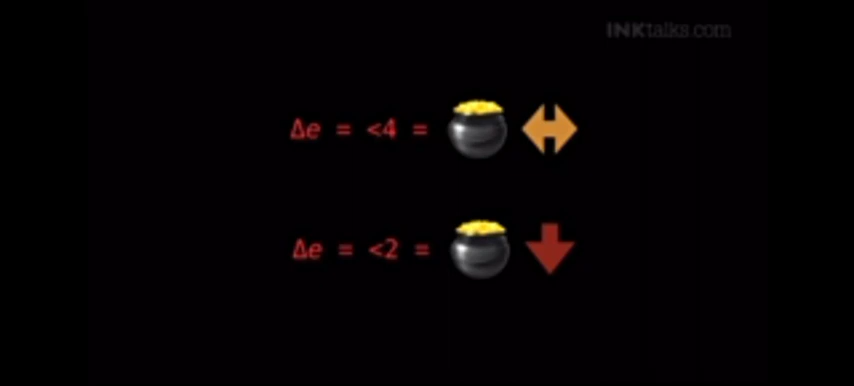 INKtalks.com
Δe = <4 =
Δe = <2 =